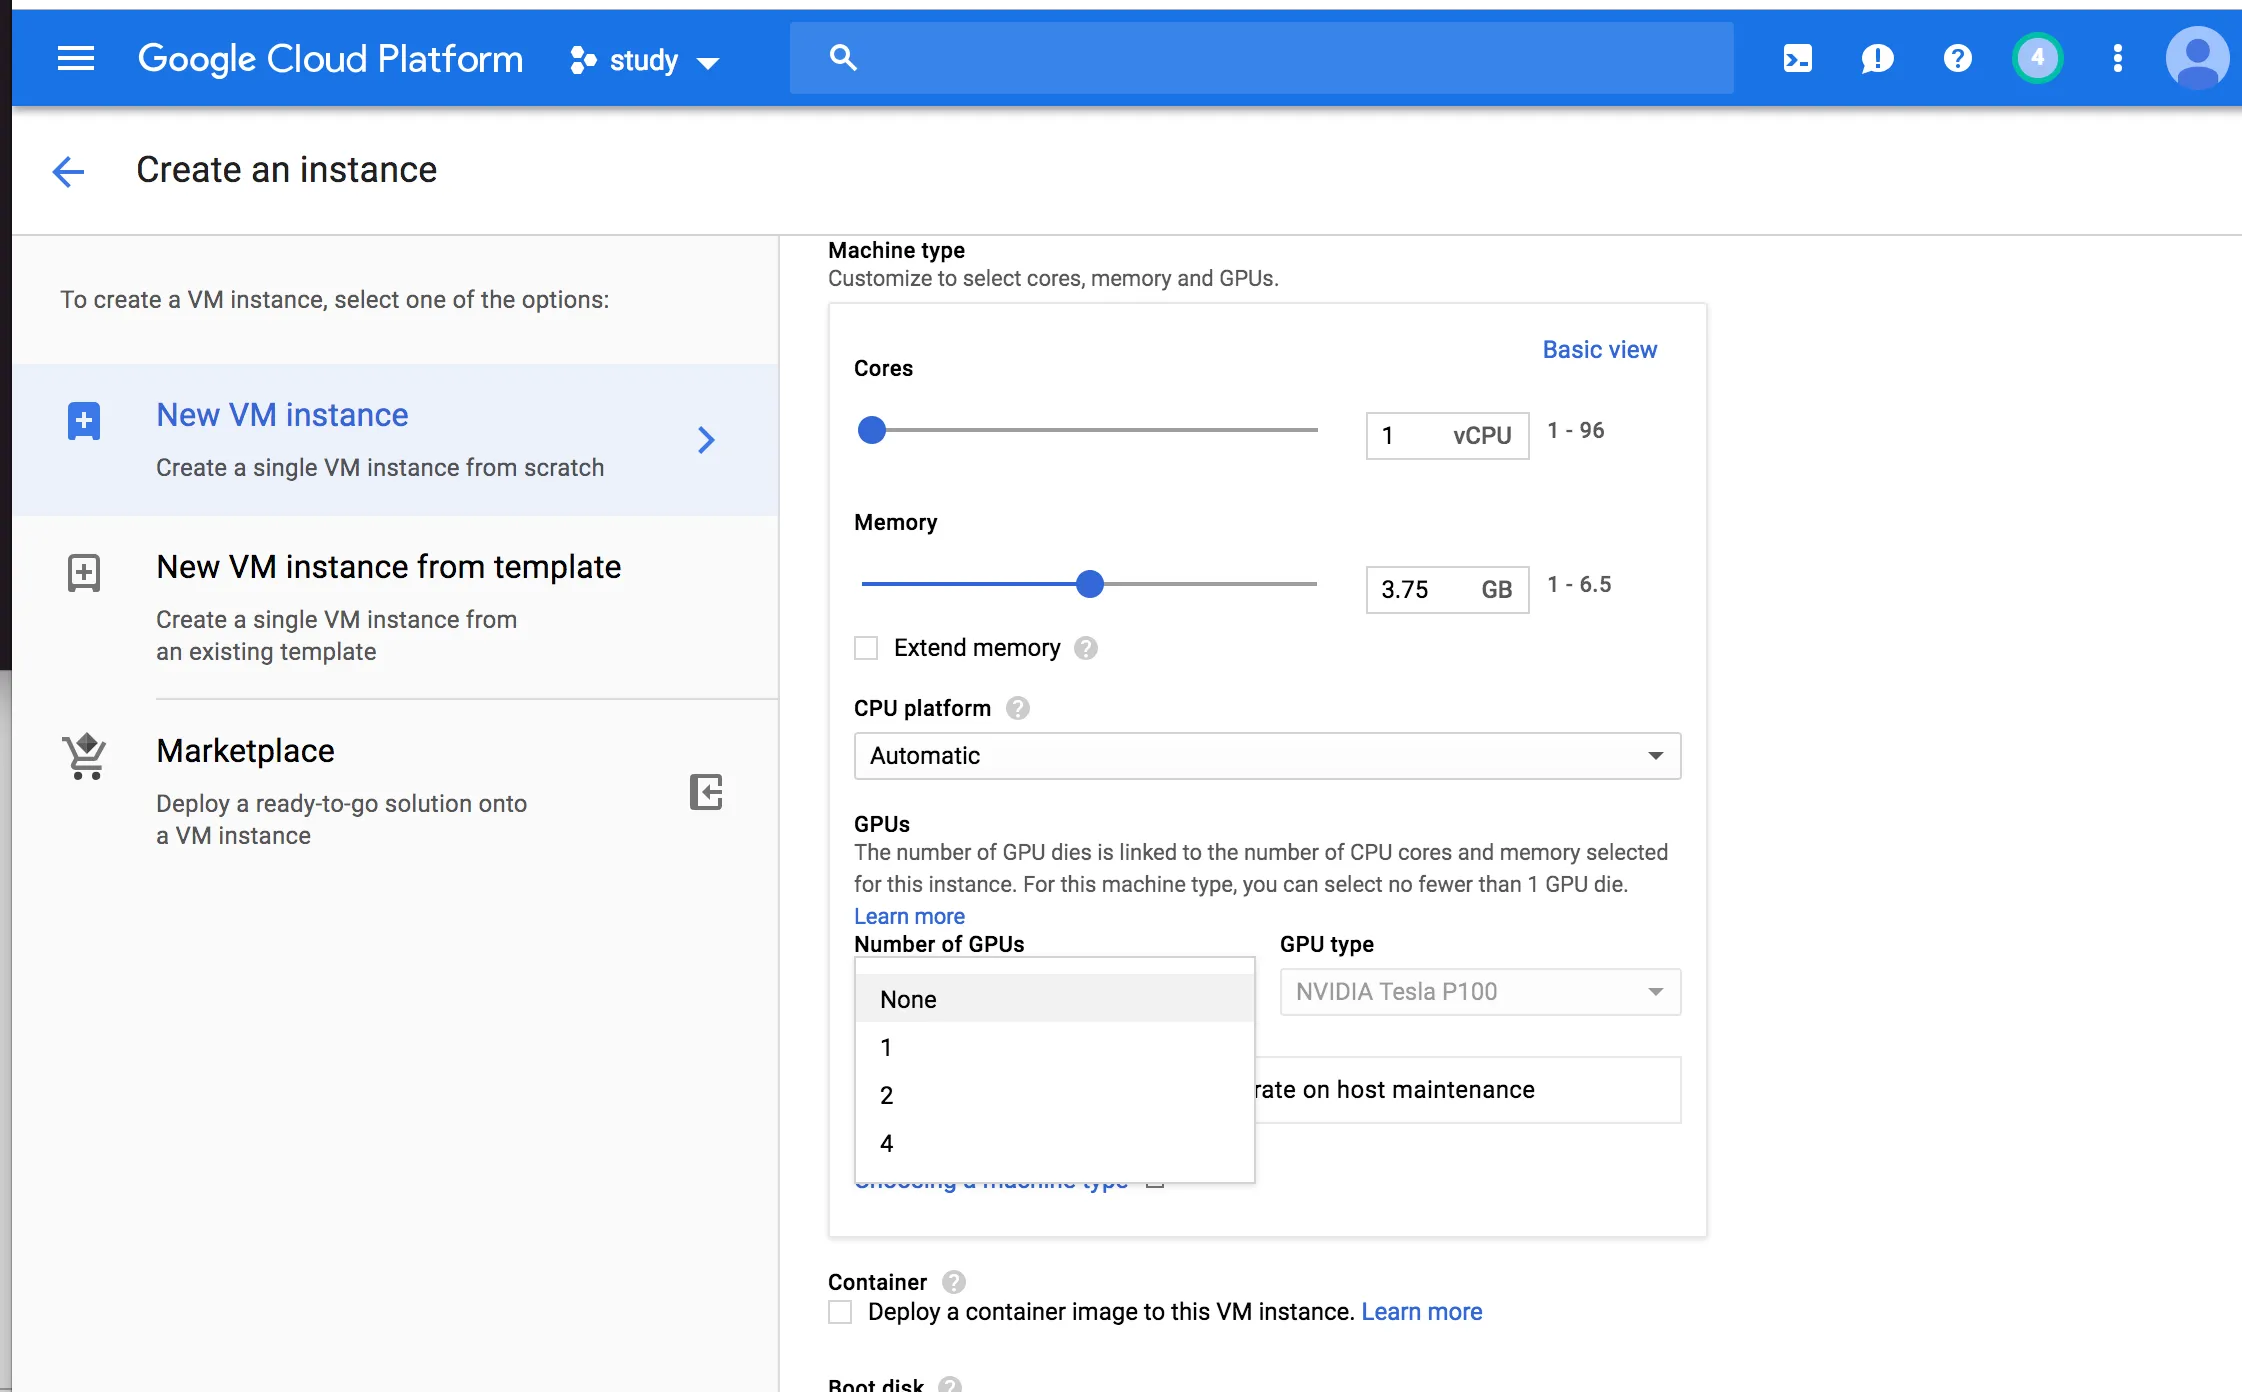 Google Cloud Platform
study
4
Create an instance
To create a VM instance, select one of the options:
New VM instance
Create a single VM instance from scratch
New VM instance from template
Create a single VM instance from
an existing template
Marketplace
Deploy a ready-to-go solution onto
a VM instance
Machine type
Customize to select cores, memory and GPUs.
Basic view
Cores
1 vCPU 1 - 96
Memory
3.75 GB 1 - 6.5
Extend memory
CPU platform
Automatic
GPUs
The number of GPU dies is linked to the number of CPU cores and memory selected
for this instance. For this machine type, you can select no fewer than 1 GPU die.
Learn more
Number of GPUs
GPU type
None
NVIDIA Tesla P100
1
2
4
rate on host maintenance
Choosing a machine type
Container
Deploy a container image to this VM instance. Learn more
Boot disk